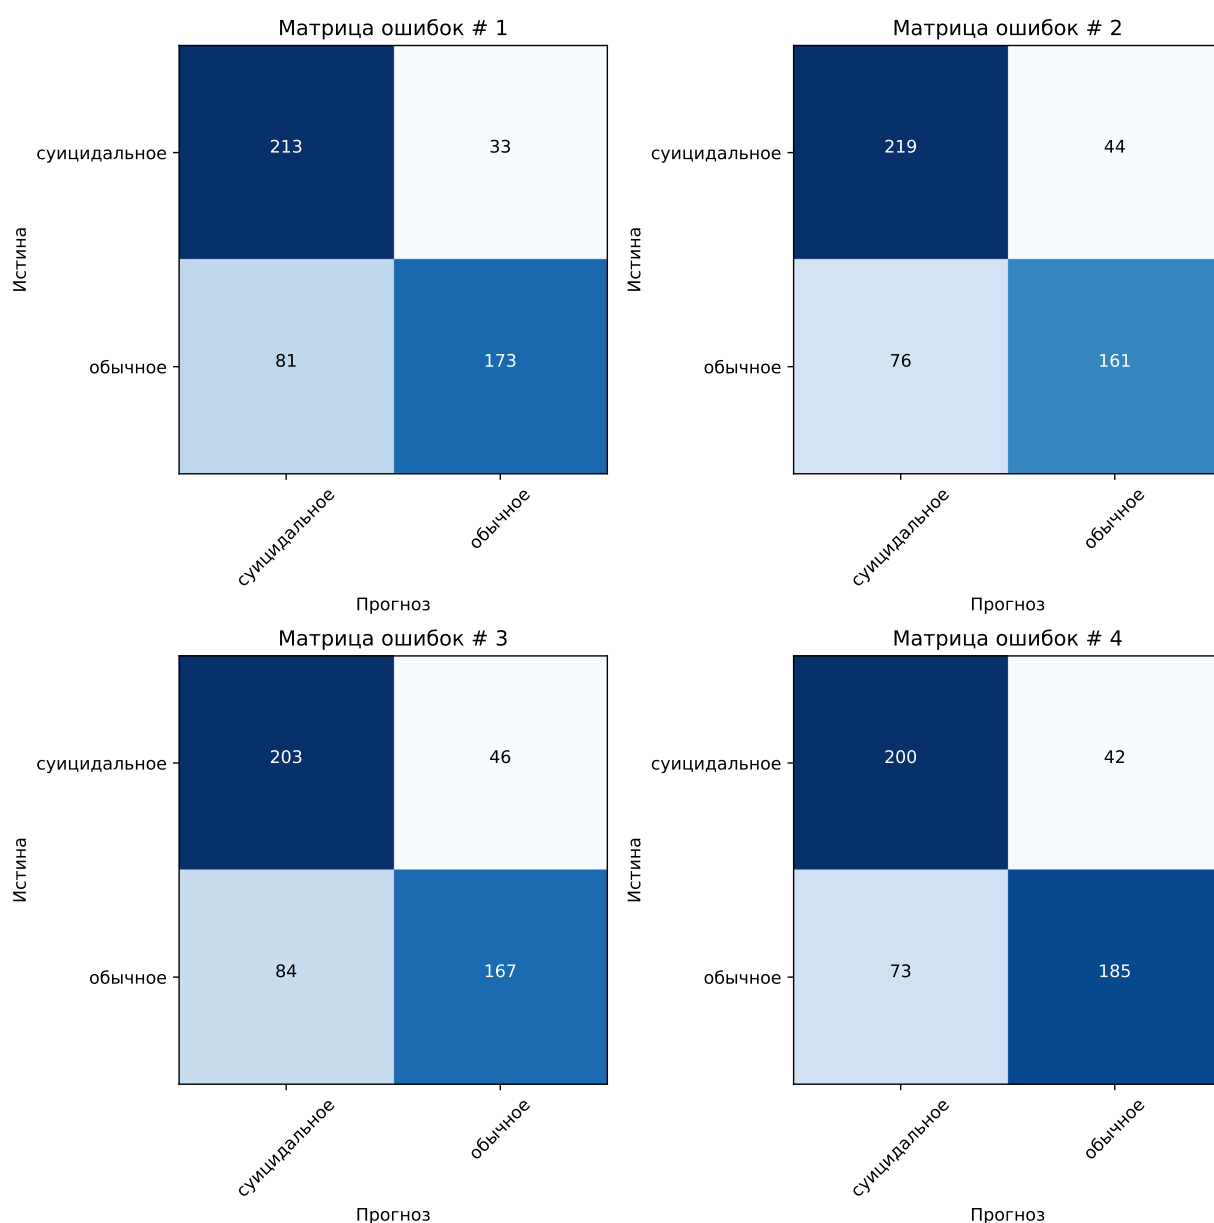 Матрица ошибок # 1
суицидальное
213
33
Истина
обычное
81
173
суицидальное
обычное
Прогноз
Матрица ошибок # 2
суицидальное
219
44
Истина
обычное
76
161
суицидальное
обычное
Прогноз
Матрица ошибок # 3
суицидальное
203
46
Истина
обычное
84
167
суицидальное
обычное
Прогноз
Матрица ошибок # 4
суицидальное
200
42
Истина
обычное
73
185
суицидальное
обычное
Прогноз